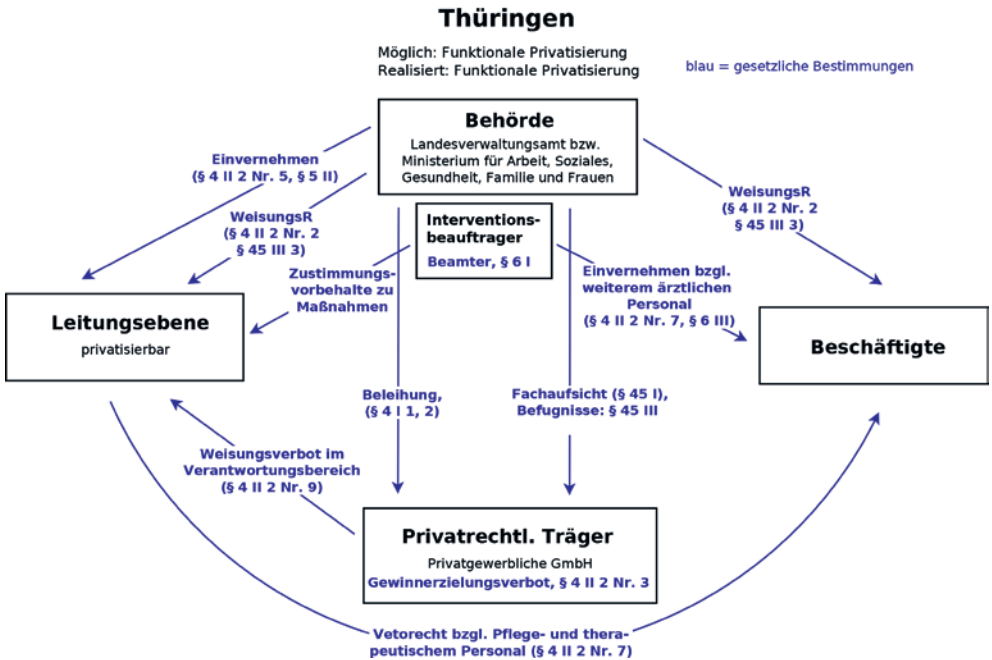 Thüringen
Möglich: Funktionale Privatisierung
Realisiert: Funktionale Privatisierung
blau = gesetzliche Bestimmungen
Behörde
Landesverwaltungsamt bzw.
Ministerium für Arbeit, Soziales,
Gesundheit, Familie und Frauen
Einvernehmen
(§ 4 II 2 Nr. 5, § 5 II)
WeisungsR
(§ 4 II 2 Nr. 2
§ 45 III 3)
WeisungsR
(§ 4 II 2 Nr. 2
§ 45 III 3)
Interventions-
beauftrager
Beamter, § 6 I
Zustimmungs-
vorbehalte zu
Maßnahmen
Einvernehmen bzgl.
weiterem ärztlichen
Personal
(§ 4 II 2 Nr. 7, § 6 III)
Leitungsebene
privatisierbar
Beschäftigte
Beleihung,
(§ 4 I 1, 2)
Fachaufsicht (§ 45 I),
Befugnisse: § 45 III
Weisungsverbot im
Verantwortungsbereich
(§ 4 II 2 Nr. 9)
Privatrechtl. Träger
Privatgewerbliche GmbH
Gewinnerzielungsverbot, § 4 II 2 Nr. 3
Vetorecht bzgl. Pflege- und thera-
peutischem Personal (§ 4 II 2 Nr. 7)